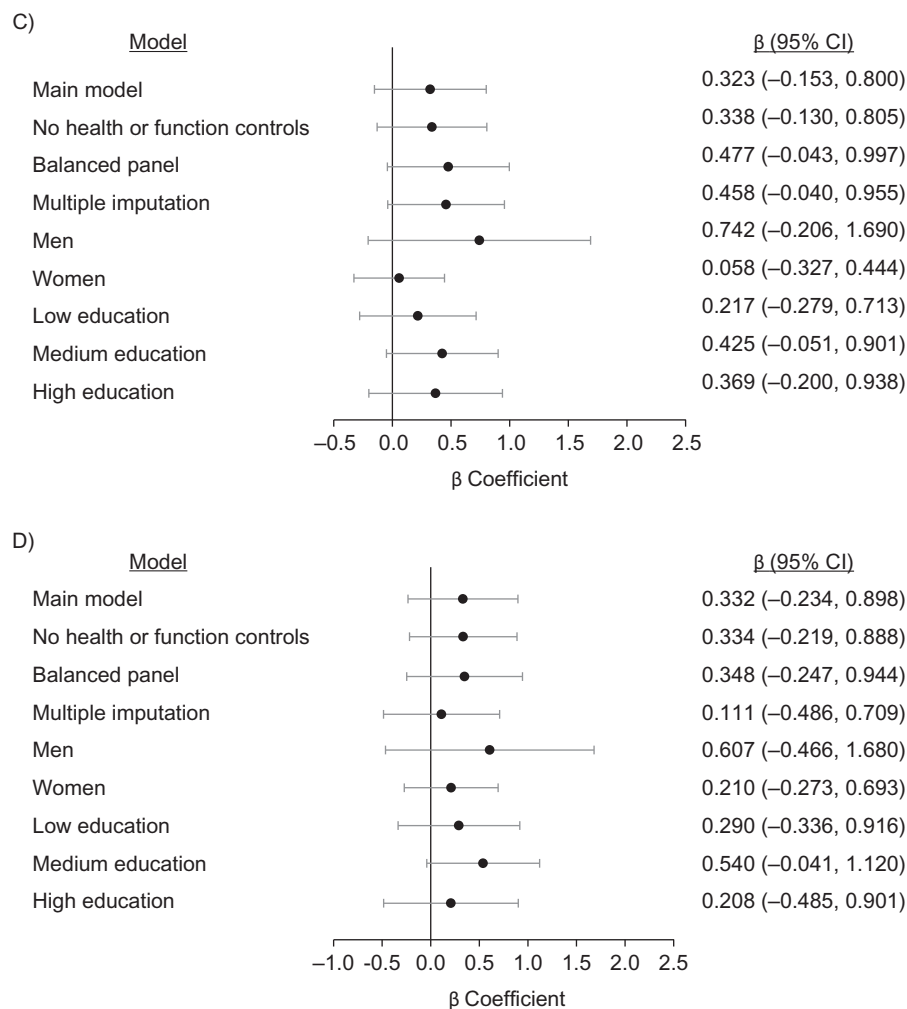 C)
Model β (95% CI)
Main model 0.323 (–0.153, 0.800)
No health or function controls 0.338 (–0.130, 0.805)
Balanced panel 0.477 (–0.043, 0.997)
Multiple imputation 0.458 (–0.040, 0.955)
Men 0.742 (–0.206, 1.690)
Women 0.058 (–0.327, 0.444)
Low education 0.217 (–0.279, 0.713)
Medium education 0.425 (–0.051, 0.901)
High education 0.369 (–0.200, 0.938)
–0.5 0.0 0.5 1.0 1.5 2.0 2.5
β Coefficient
D)
Model β (95% CI)
Main model 0.332 (–0.234, 0.898)
No health or function controls 0.334 (–0.219, 0.888)
Balanced panel 0.348 (–0.247, 0.944)
Multiple imputation 0.111 (–0.486, 0.709)
Men 0.607 (–0.466, 1.680)
Women 0.210 (–0.273, 0.693)
Low education 0.290 (–0.336, 0.916)
Medium education 0.540 (–0.041, 1.120)
High education 0.208 (–0.485, 0.901)
–1.0 -0.5 0.0 0.5 1.0 1.5 2.0 2.5
β Coefficient